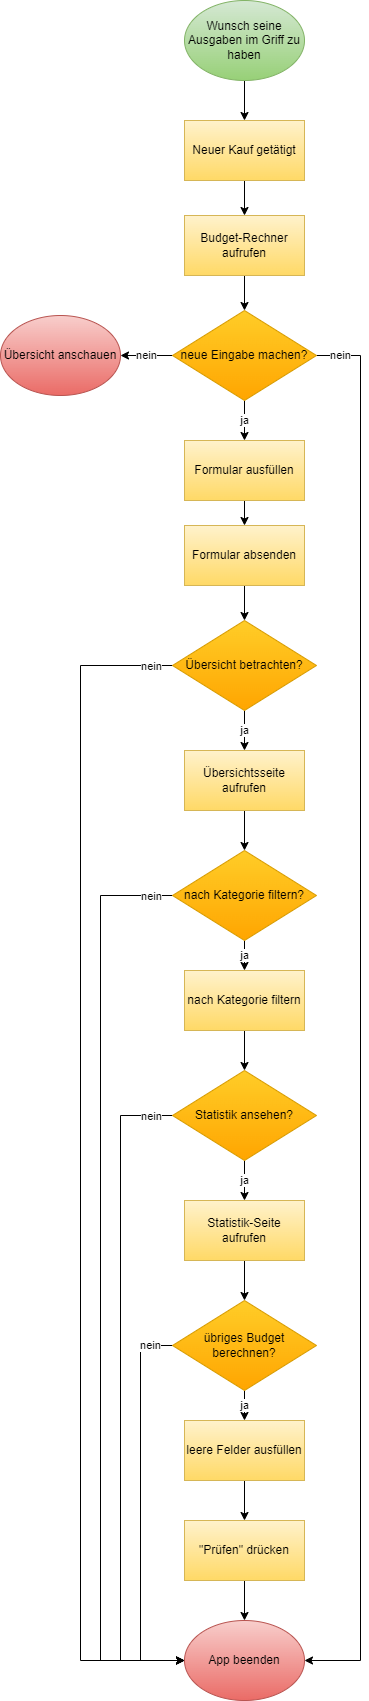 Wunsch seine
Ausgaben im Griff zu
haben
Neuer Kauf getätigt
Budget-Rechner
aufrufen
Übersicht anschauen
nein
neue Eingabe machen?
nein
ja
Formular ausfüllen
Formular absenden
nein
Übersicht betrachten?
ja
Übersichtsseite
aufrufen
nein
nach Kategorie filtern?
ja
nach Kategorie filtern
nein
Statistik ansehen?
ja
Statistik-Seite
aufrufen
nein
übriges Budget
berechnen?
ja
leere Felder ausfüllen
"Prüfen" drücken
App beenden